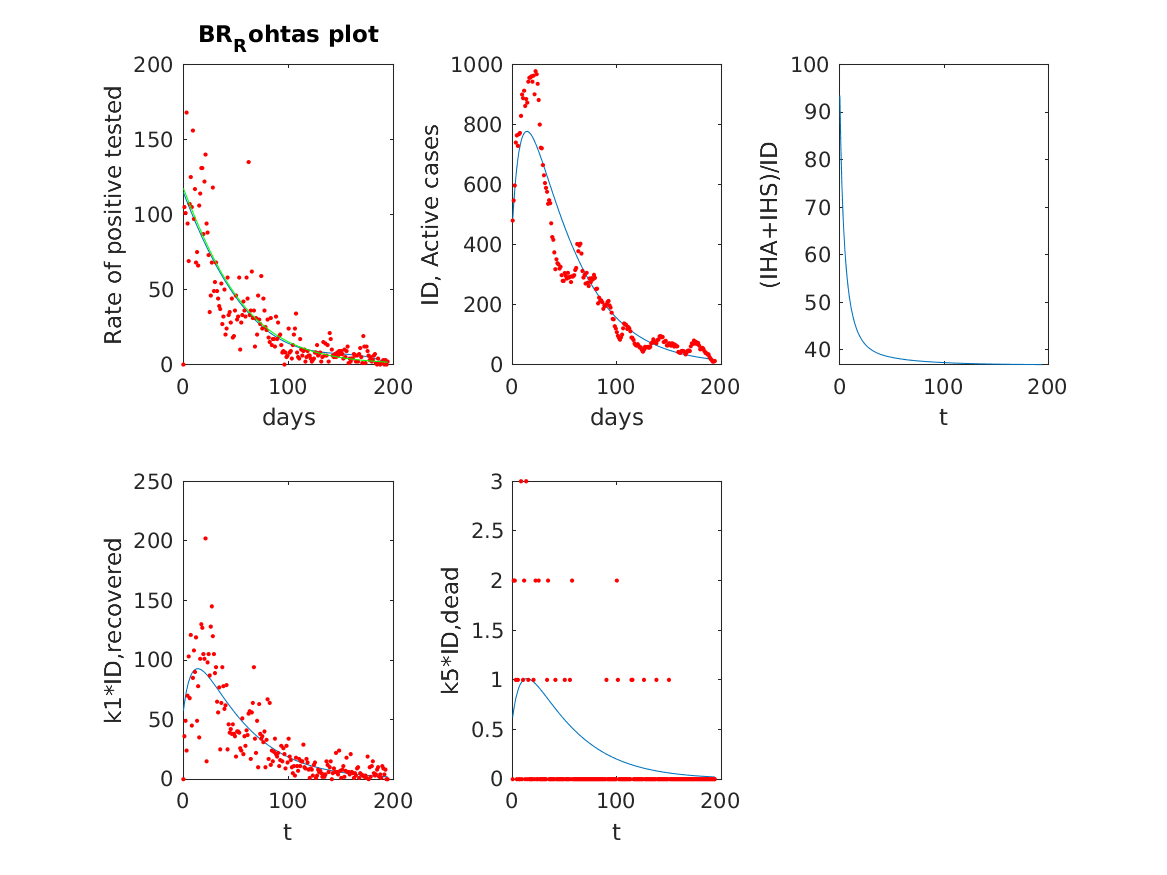 BR_Rohtas plot
200
150
100
50
0
Rate of positive tested
0 100 200
days
1000
800
600
400
200
0
ID, Active cases
0 100 200
days
100
90
80
70
60
50
40
(IHA+IHS)/ID
0 100 200
t
250
200
150
100
50
0
k1*ID,recovered
0 100 200
t
3
2.5
2
1.5
1
0.5
0
k5*ID,dead
0 100 200
t